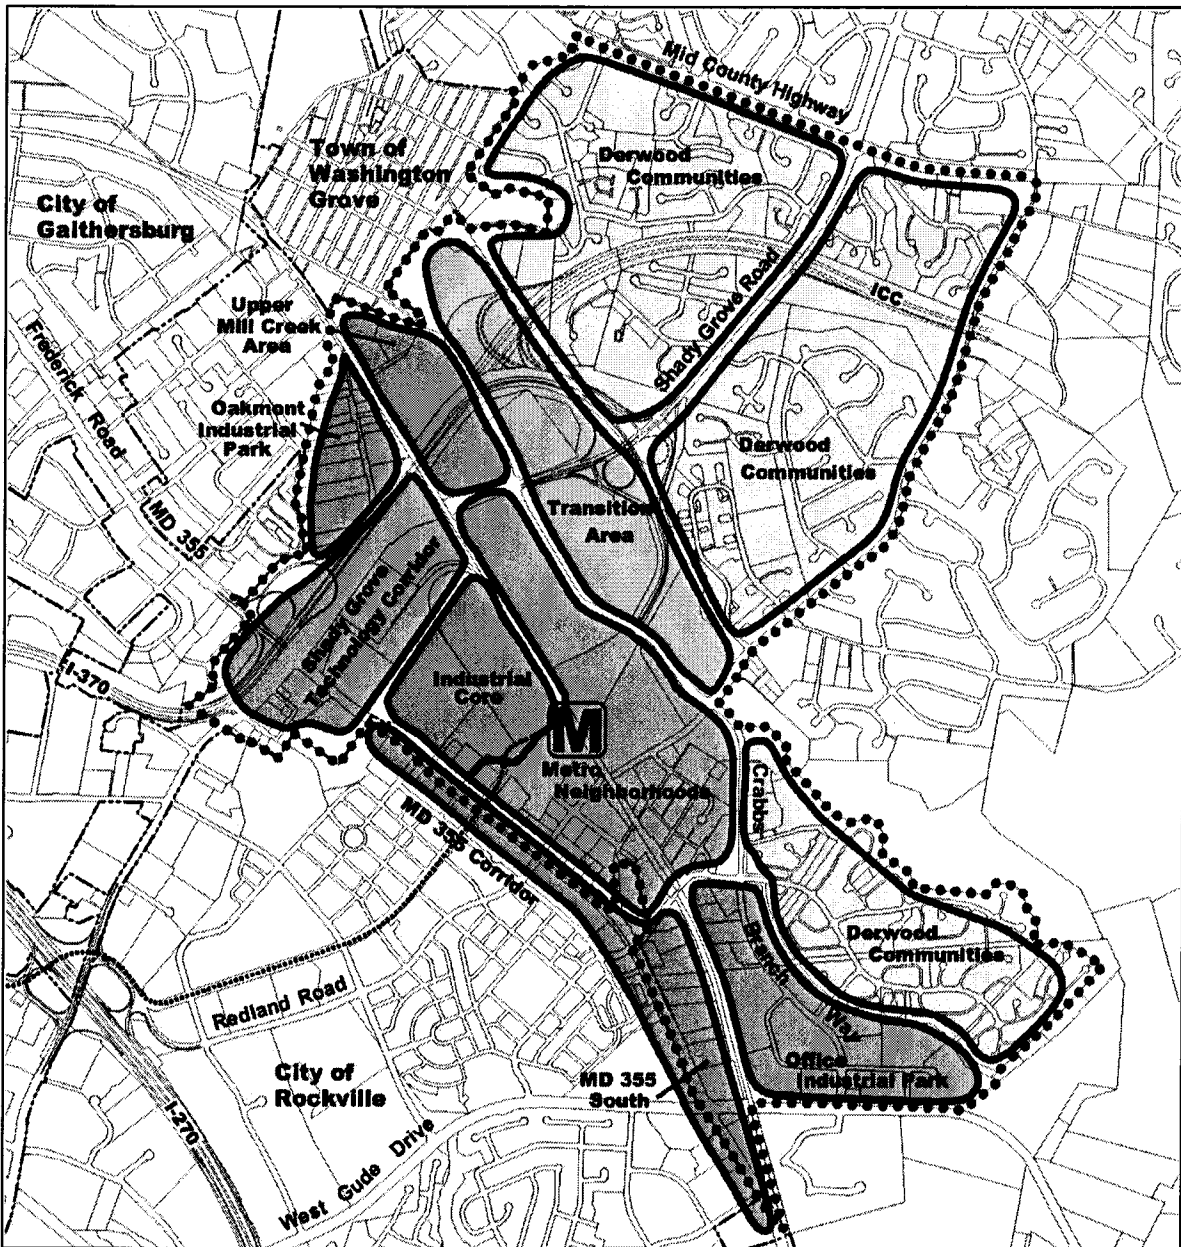 Mid County Highway
Town of
Washington
Grove
Derwood
Communities
City of
Gaithersburg
ICC
Upper
Mill Creek
Area
Shady Grove Road
Frederick Road
Oakmont
Industrial
Park
Derwood
Communities
MD 355
Transition
Area
Shady Grove
Technology Corridor
I-370
Industrial
Core
M
Metro
Neighborhoods
Crabbs
MD 355 Corridor
Branch
Way
Derwood
Communities
Redland Road
Office
Industrial Park
City of
Rockville
MD 355
South
I-270
West Gude Drive